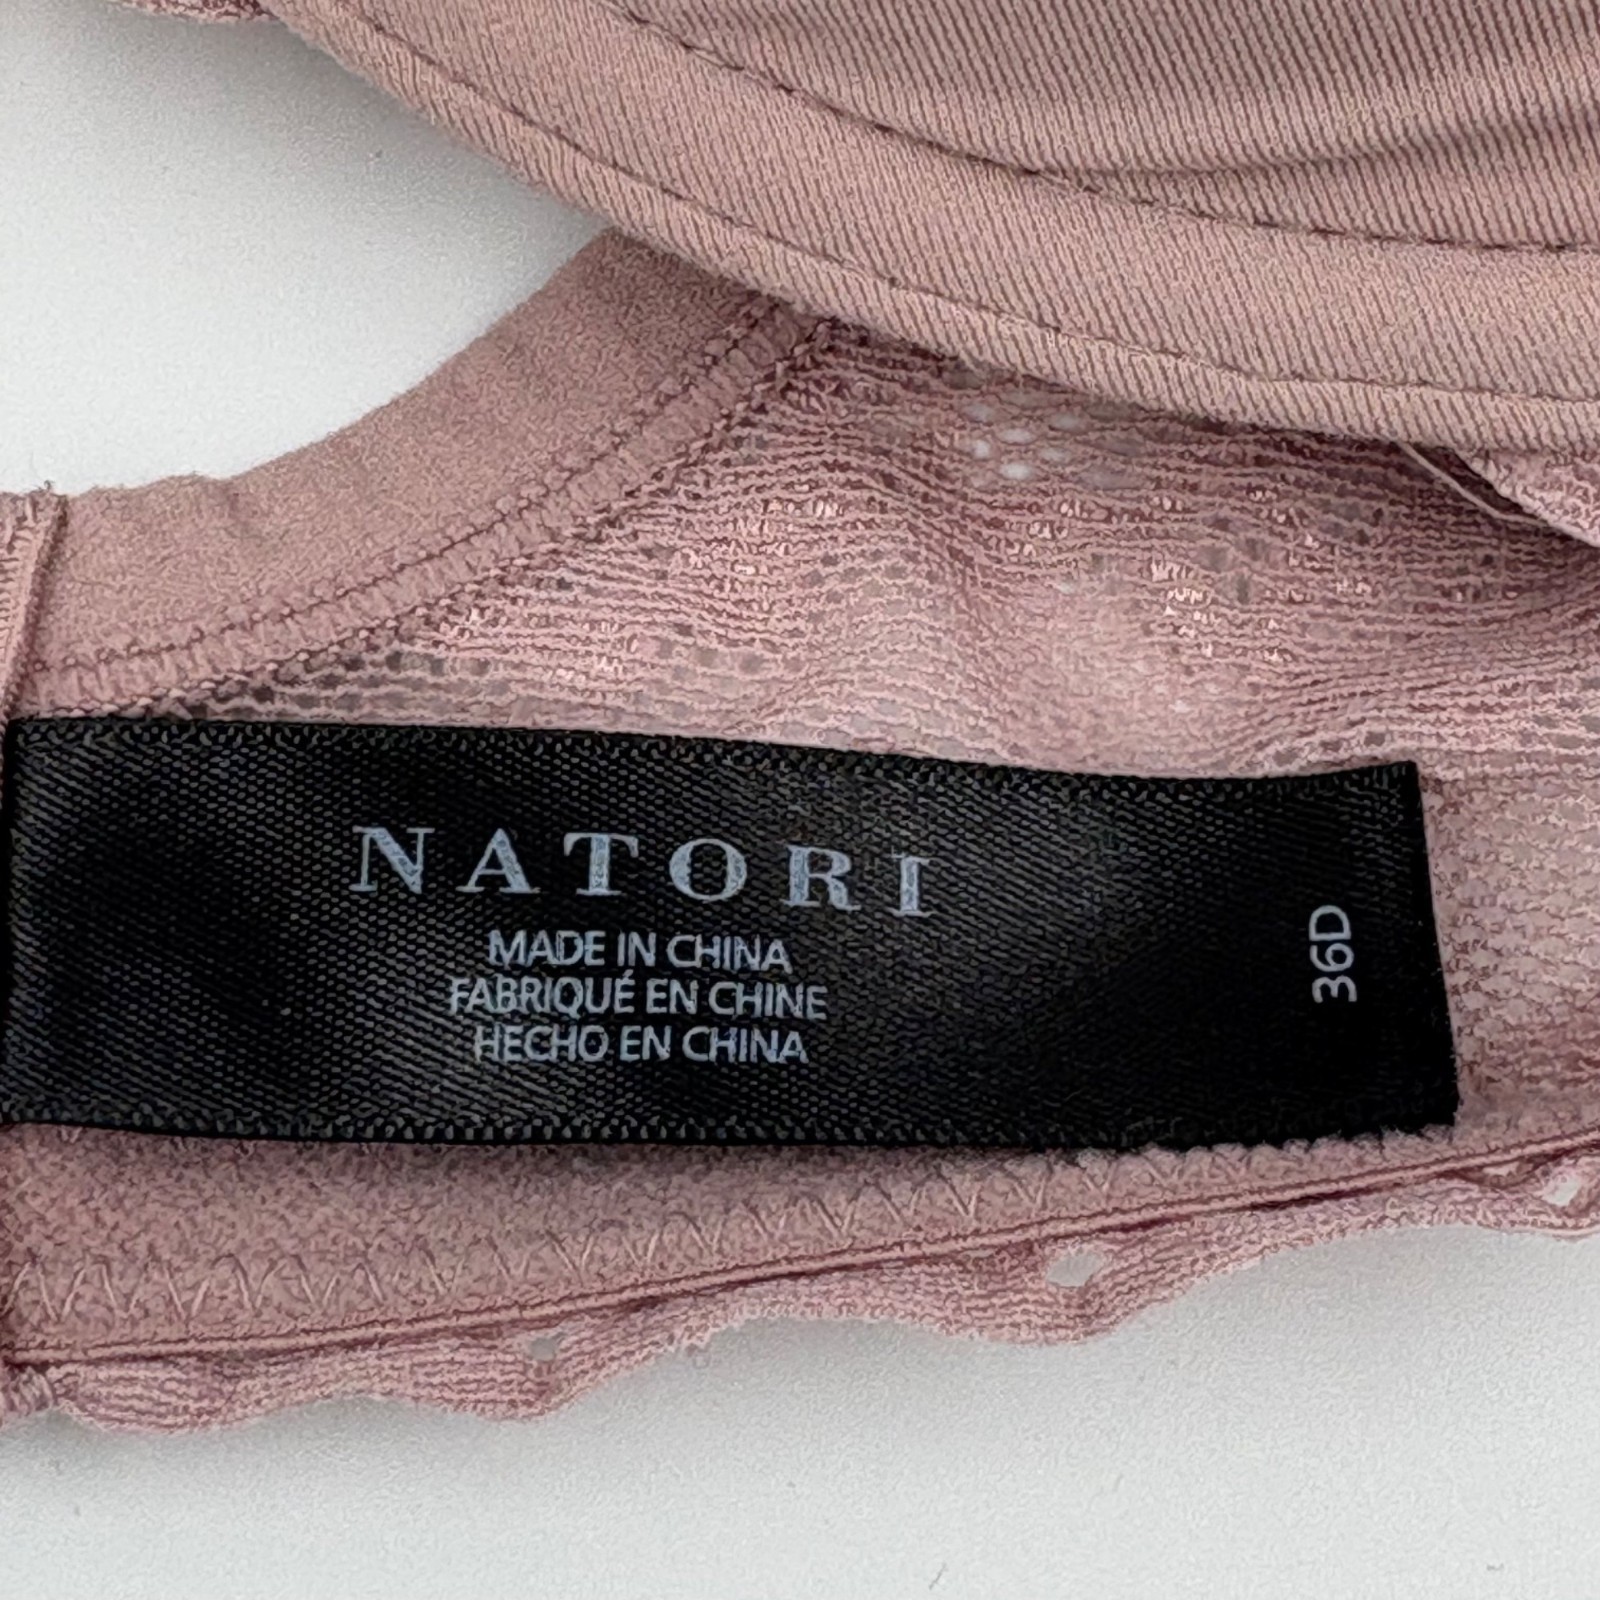 NATORI
MADE IN CHINA
FABRIQUÉ EN CHINE
HECHO EN CHINA
36D